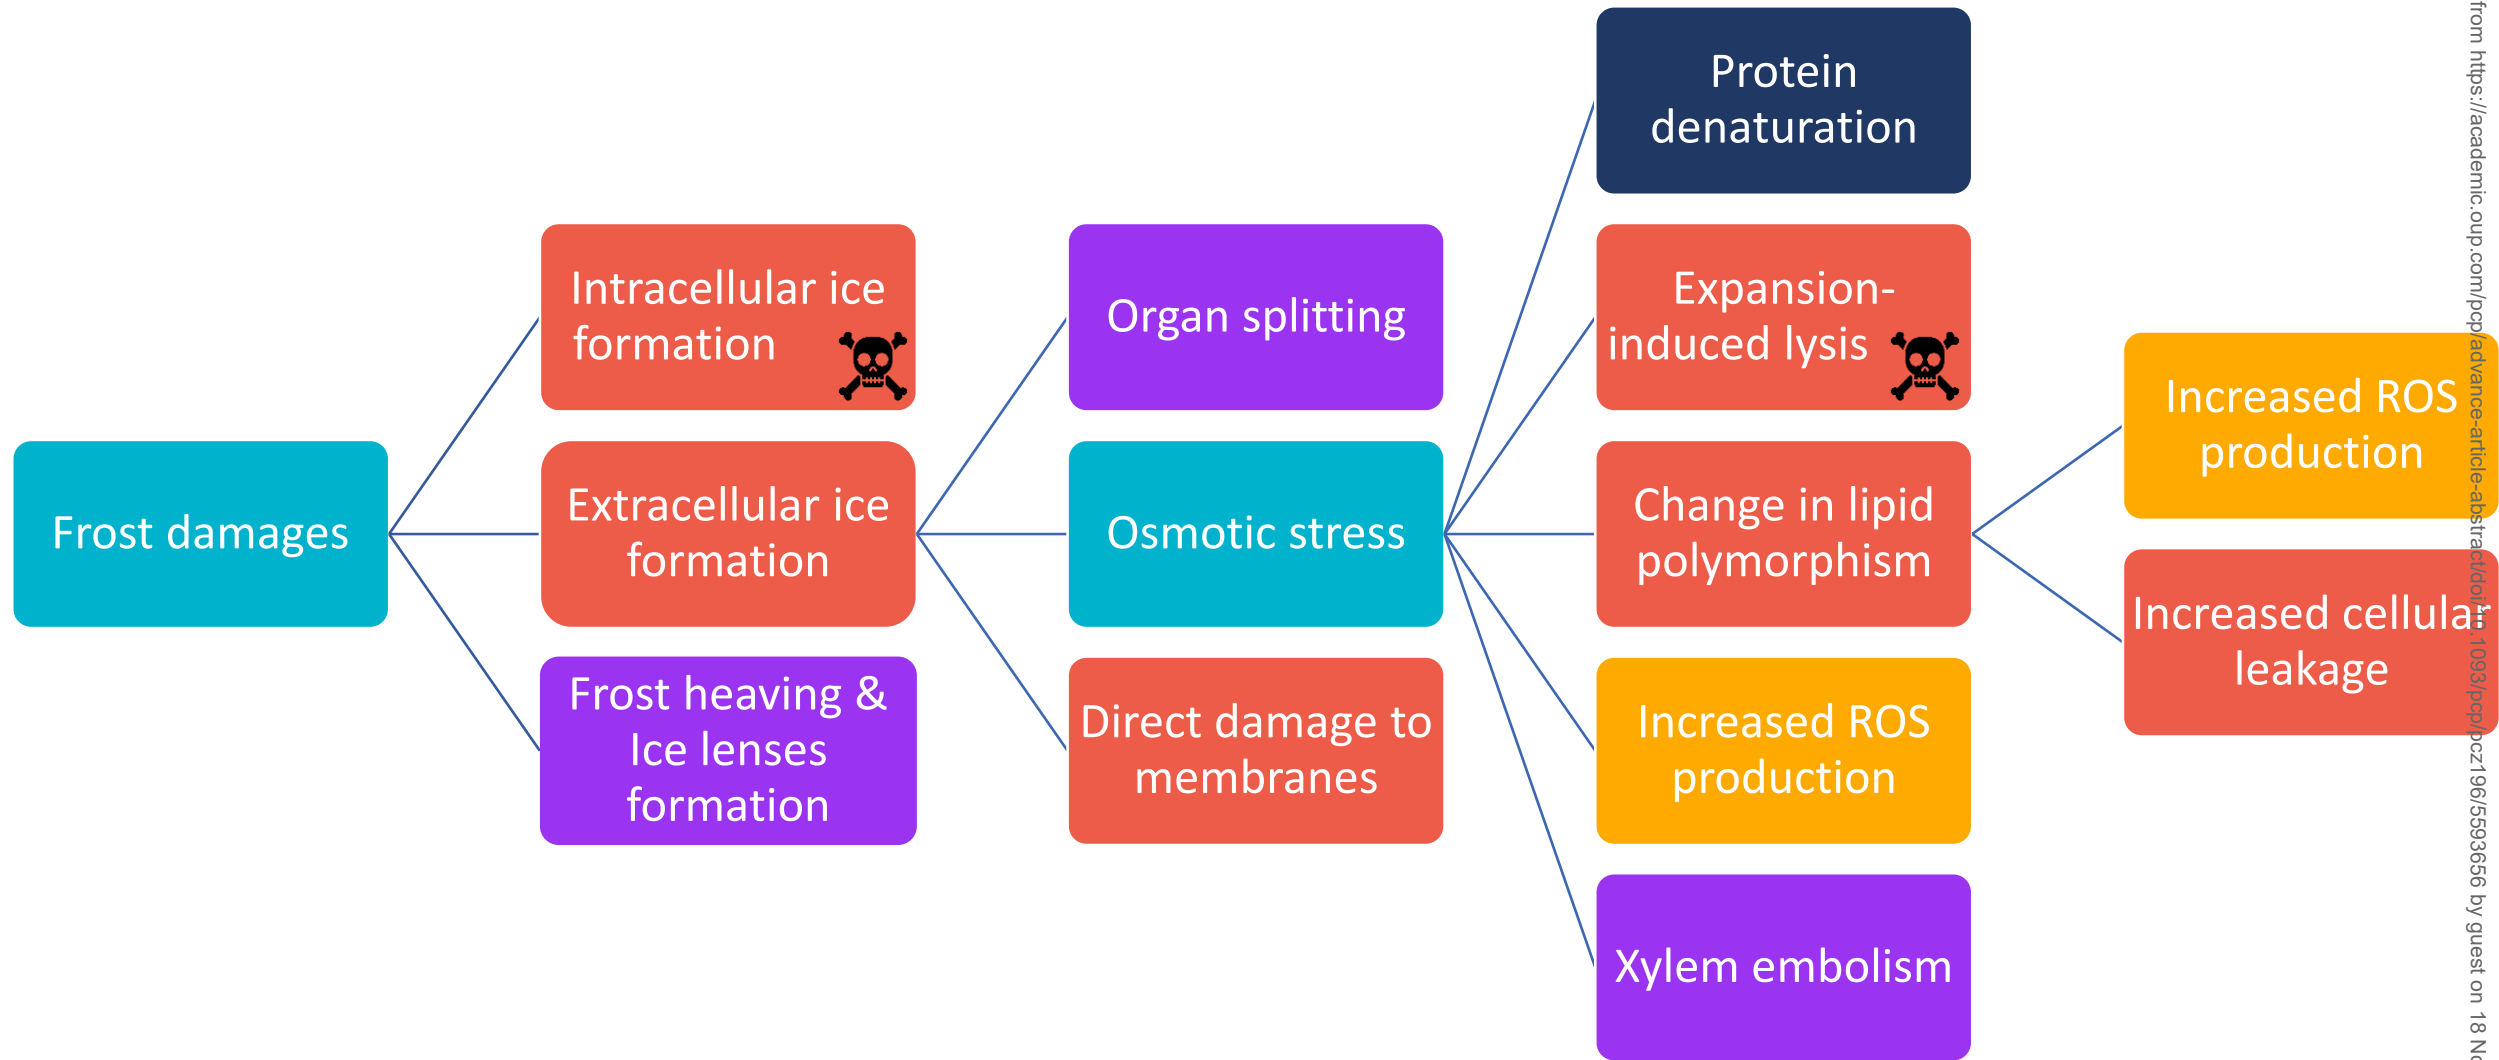 Frost damages
Intracellular ice
formation
Extracellular ice
formation
Frost heaving &
Ice lenses
formation
Organ splitting
Osmotic stress
Direct damage to
membranes
Protein
denaturation
Expansion-
induced lysis
Change in lipid
polymorphism
Increased ROS
production
Xylem embolism
Increased ROS
production
Increased cellular
leakage
from https://academic.oup.com/pcp/advance-article-abstract/doi/10.1093/pcp/pcz196/5593656 by guest on 18